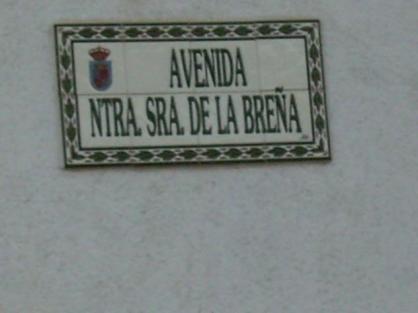 AVENIDA
NTRA. SRA. DE LA BREÑA